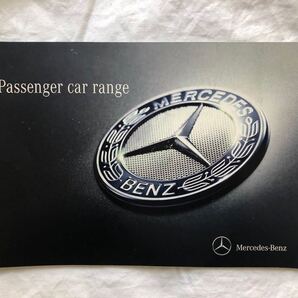 Passenger car range
MERCEDES
BENZ
Mercedes-Benz